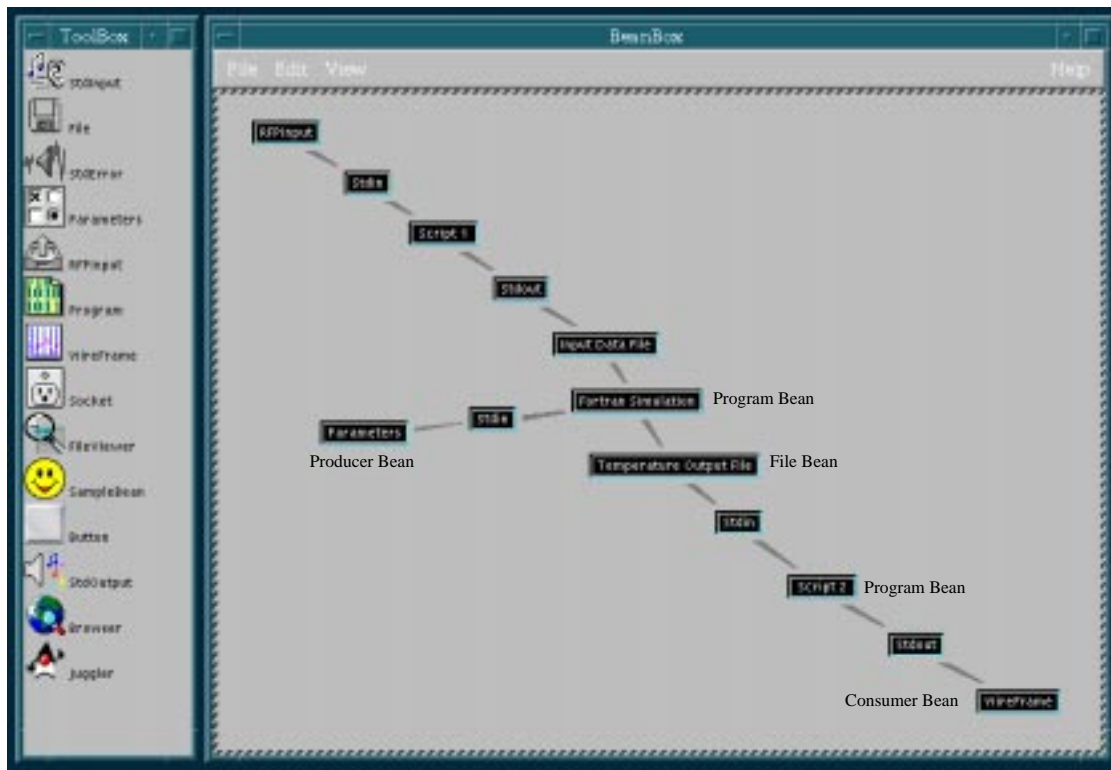 ToolBox
StdInput
File
StdError
Parameters
RFPInput
Program
WireFrame
Socket
FileViewer
SampleBean
Button
StdOutput
Browser
Juggler
BeanBox
File Edit View Help
RFPInput
Stdin
Script 1
Stdout
Input Data File
Fortran Simulation Program Bean
Stdin
Parameters
Producer Bean
Temperature Output File File Bean
Stdin
Script 2 Program Bean
Stdout
Consumer Bean WireFrame